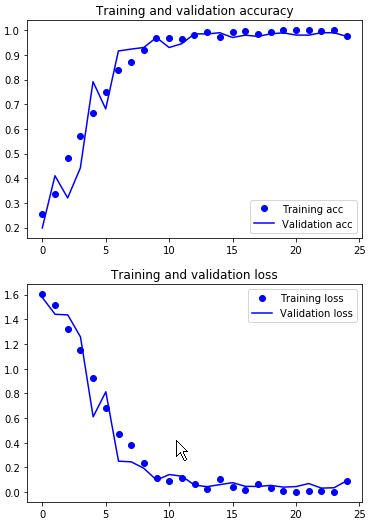 Training and validation accuracy
1.0
0.9
0.8
0.7
0.6
0.5
0.4
0.3
0.2
Training acc
Validation acc
0 5 10 15 20 25
Training and validation loss
1.6
1.4
1.2
1.0
0.8
0.6
0.4
0.2
0.0
Training loss
Validation loss
0 5 10 15 20 25